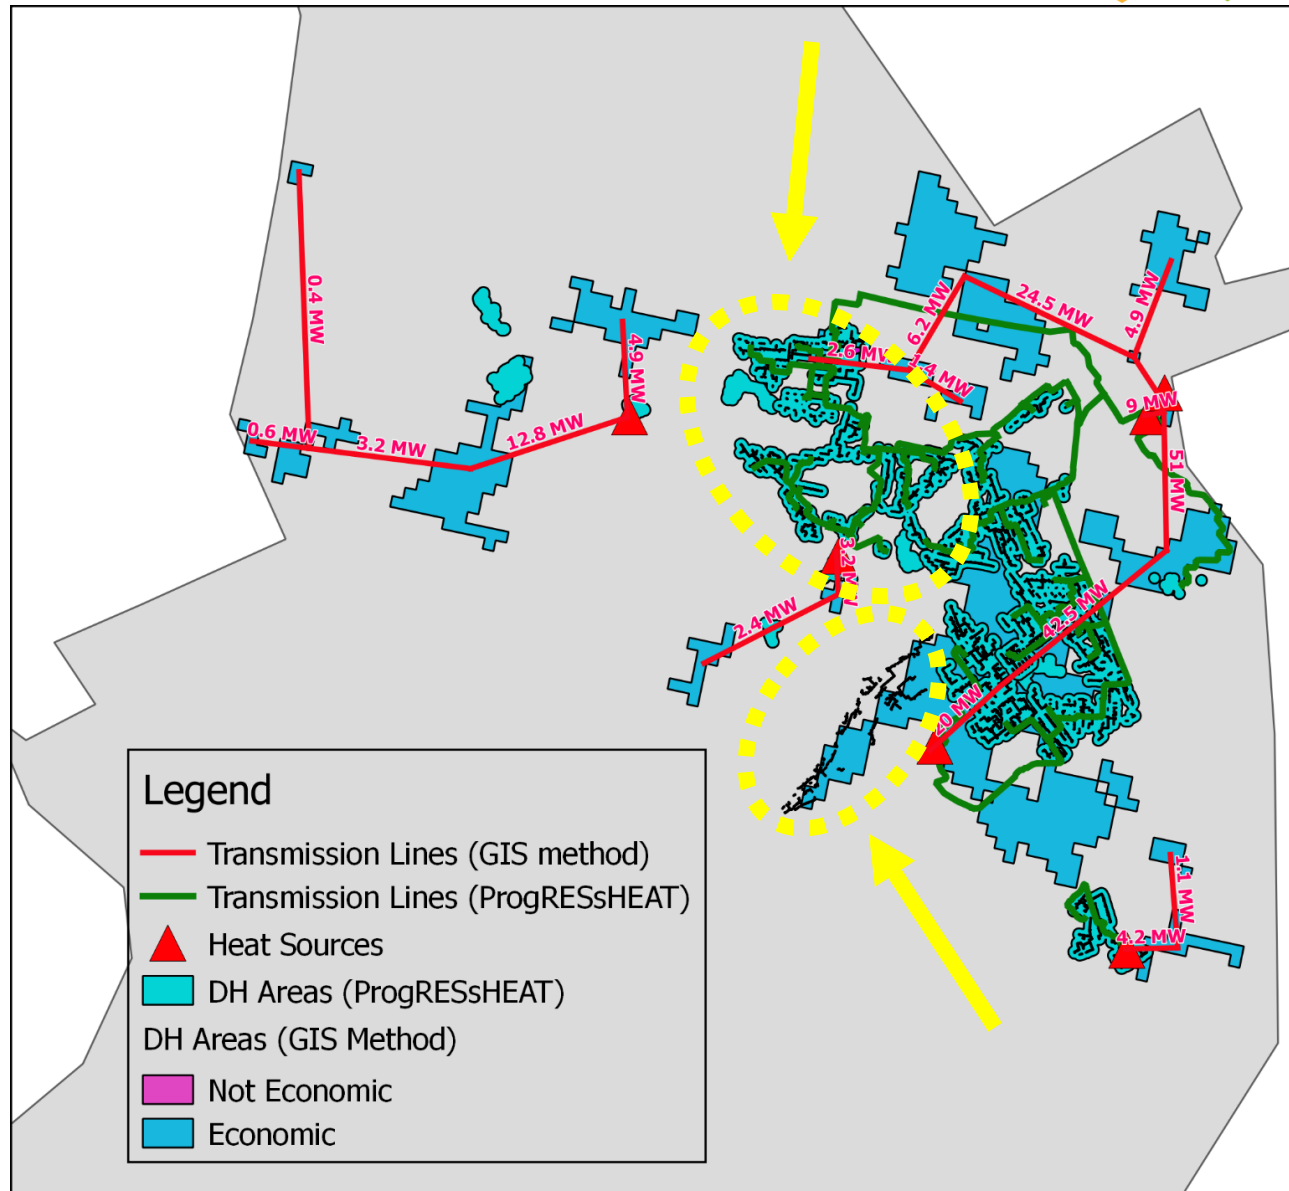 0.4 MW
4.9 MW
0.6 MW
3.2 MW
12.8 MW
6.2 MW
24.5 MW
4.9 MW
2.6 MW
1.4 MW
9 MW
51 MW
3.2 MW
2.4 MW
42.5 MW
20 MW
1.1 MW
4.2 MW
Legend
Transmission Lines (GIS method)
Transmission Lines (ProgRESsHEAT)
Heat Sources
DH Areas (ProgRESsHEAT)
DH Areas (GIS Method)
Not Economic
Economic